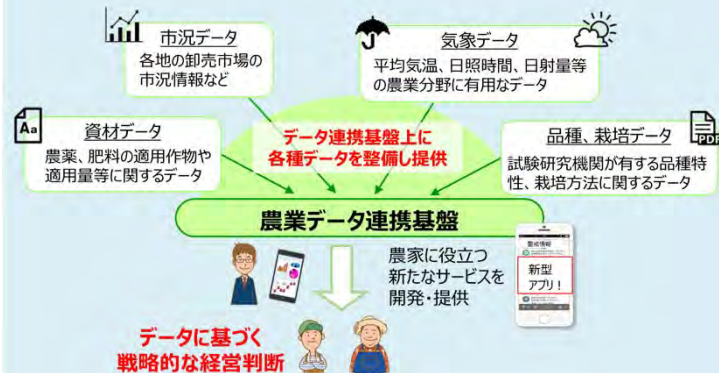 市況データ
各地の卸売市場の
市況情報など
気象データ
平均気温、日照時間、日射量等
の農業分野に有用なデータ
Aa
資材データ
農薬、肥料の適用作物や
適用量等に関するデータ
データ連携基盤上に
各種データを整備し提供
品種、栽培データ
PDF
試験研究機関が有する品種特
性、栽培方法に関するデータ
農業データ連携基盤
農家に役立つ
新たなサービスを
開発・提供
新型
アプリ！
データに基づく
戦略的な経営判断